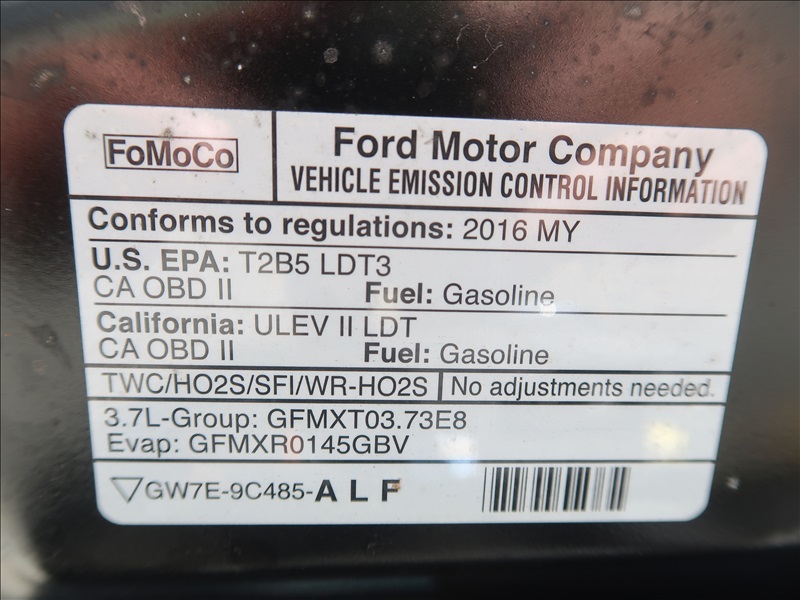 FoMoCo
Ford Motor Company
VEHICLE EMISSION CONTROL INFORMATION
Conforms to regulations: 2016 MY
U.S. EPA: T2B5 LDT3
CA OBD II Fuel: Gasoline
California: ULEV II LDT
CA OBD II Fuel: Gasoline
TWC/HO2S/SFI/WR-HO2S No adjustments needed.
3.7L-Group: GFMXT03.73E8
Evap: GFMXR0145GBV
GW7E-9C485-ALF